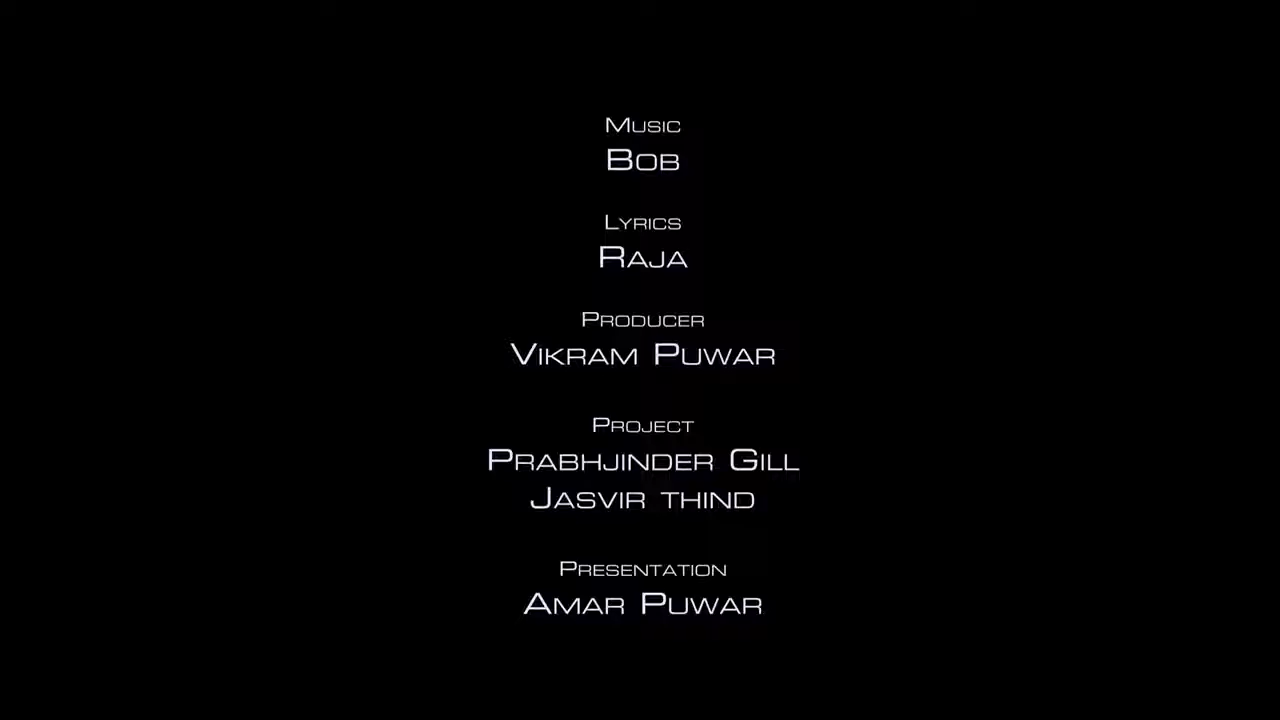 Music
Bob
Lyrics
Raja
Producer
Vikram Puwar
Project
Prabhjinder Gill
Jasvir thind
Presentation
Amar Puwar